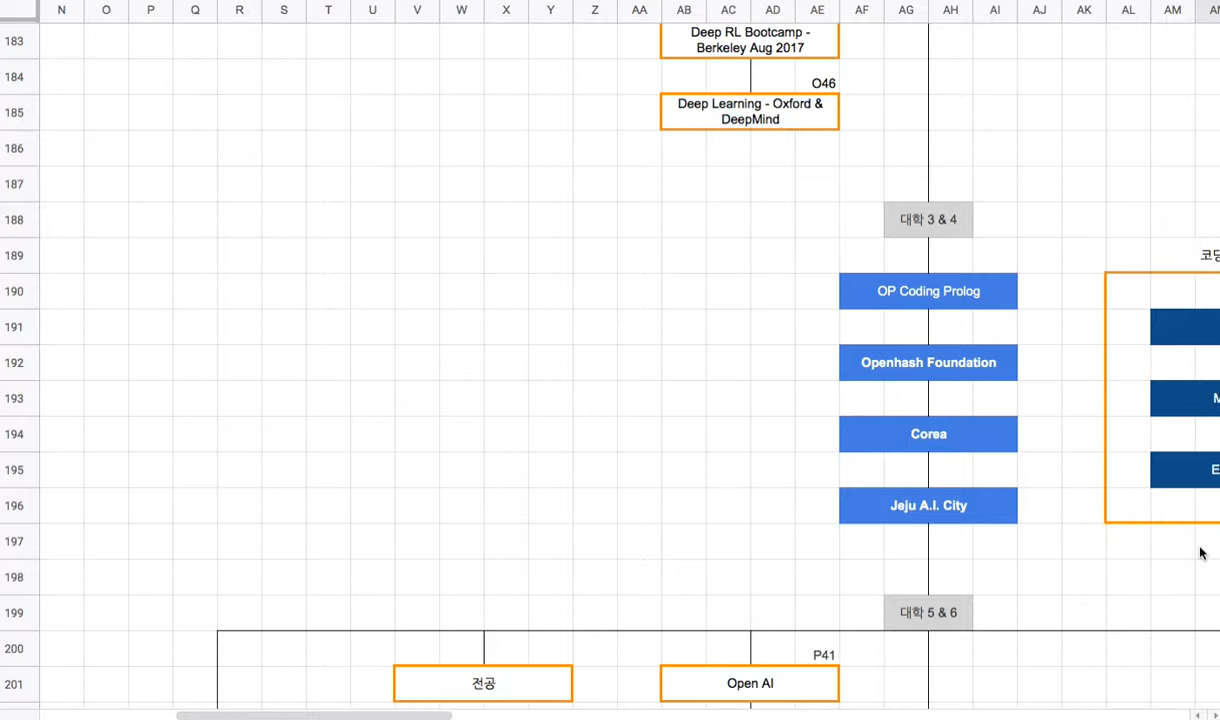 N O P Q R S T U V W X Y Z AA AB AC AD AE AF AG AH AI AJ AK AL AM
183
Deep RL Bootcamp -
Berkeley Aug 2017
184
O46
185
Deep Learning - Oxford &
DeepMind
186
187
188
대학 3 & 4
189
190
OP Coding Prolog
191
192
Openhash Foundation
193
M
194
Corea
195
E
196
Jeju A.I. City
197
198
199
대학 5 & 6
200
P41
201
전공
Open AI